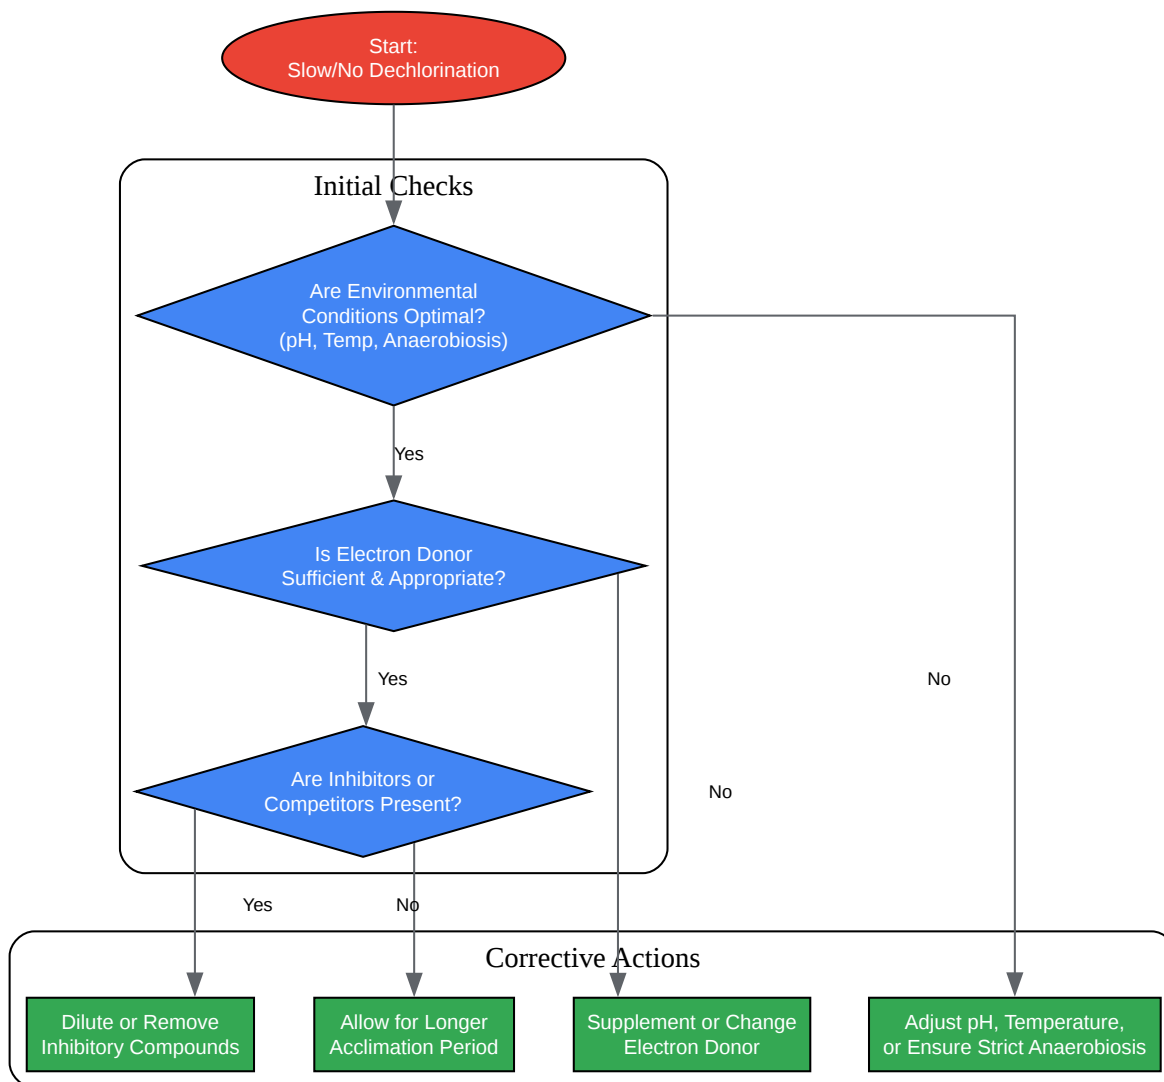 Start:
Slow/No Dechlorination
Initial Checks
Are Environmental
Conditions Optimal?
(pH, Temp, Anaerobiosis)
Yes
Is Electron Donor
Sufficient & Appropriate?
Yes
No
Are Inhibitors or
Competitors Present?
No
Yes
No
Corrective Actions
Dilute or Remove
Inhibitory Compounds
Allow for Longer
Acclimation Period
Supplement or Change
Electron Donor
Adjust pH, Temperature,
or Ensure Strict Anaerobiosis